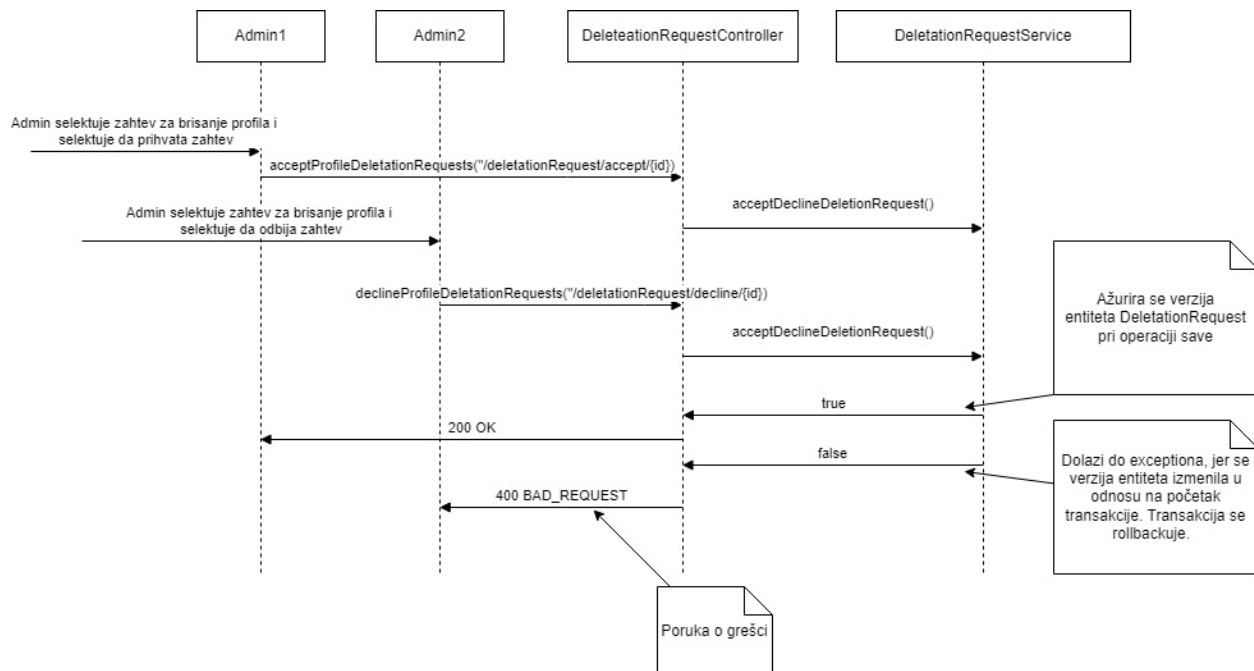 Admin1
Admin2
DeleteationRequestController
DeletationRequestService
Admin selektuje zahtev za brisanje profila i
selektuje da prihvata zahtev
acceptProfileDeletationRequests("/deletationRequest/accept/{id})
acceptDeclineDeletionRequest()
Admin selektuje zahtev za brisanje profila i
selektuje da odbija zahtev
declineProfileDeletationRequests("/deletationRequest/decline/{id})
acceptDeclineDeletionRequest()
Ažurira se verzija
entiteta DeletationRequest
pri operaciji save
true
200 OK
false
400 BAD_REQUEST
Dolazi do exceptiona, jer se
verzija entiteta izmenila u
odnosu na početak
transakcije. Transakcija se
rollbackuje.
Poruka o grešci